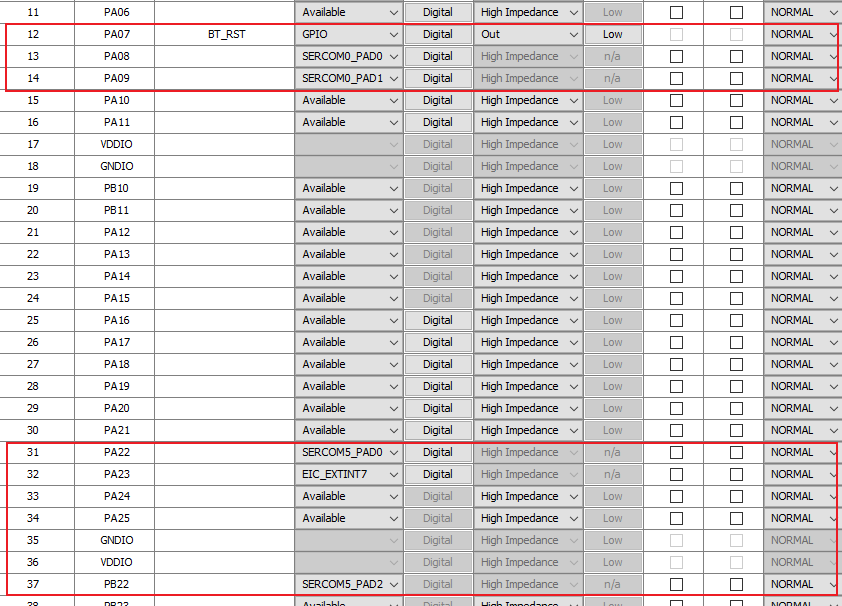 11 PA06 Available Digital High Impedance Low NORMAL
12 PA07 BT_RST GPIO Digital Out Low NORMAL
13 PA08 SERCOM0_PAD0 Digital High Impedance n/a NORMAL
14 PA09 SERCOM0_PAD1 Digital High Impedance n/a NORMAL
15 PA10 Available Digital High Impedance Low NORMAL
16 PA11 Available Digital High Impedance Low NORMAL
17 VDDIO Digital High Impedance Low NORMAL
18 GNDIO Digital High Impedance Low NORMAL
19 PB10 Available Digital High Impedance Low NORMAL
20 PB11 Available Digital High Impedance Low NORMAL
21 PA12 Available Digital High Impedance Low NORMAL
22 PA13 Available Digital High Impedance Low NORMAL
23 PA14 Available Digital High Impedance Low NORMAL
24 PA15 Available Digital High Impedance Low NORMAL
25 PA16 Available Digital High Impedance Low NORMAL
26 PA17 Available Digital High Impedance Low NORMAL
27 PA18 Available Digital High Impedance Low NORMAL
28 PA19 Available Digital High Impedance Low NORMAL
29 PA20 Available Digital High Impedance Low NORMAL
30 PA21 Available Digital High Impedance Low NORMAL
31 PA22 SERCOM5_PAD0 Digital High Impedance n/a NORMAL
32 PA23 EIC_EXTINT7 Digital High Impedance n/a NORMAL
33 PA24 Available Digital High Impedance Low NORMAL
34 PA25 Available Digital High Impedance Low NORMAL
35 GNDIO Digital High Impedance Low NORMAL
36 VDDIO Digital High Impedance Low NORMAL
37 PB22 SERCOM5_PAD2 Digital High Impedance n/a NORMAL
38 PB23 Available Digital High Impedance Low NORMAL